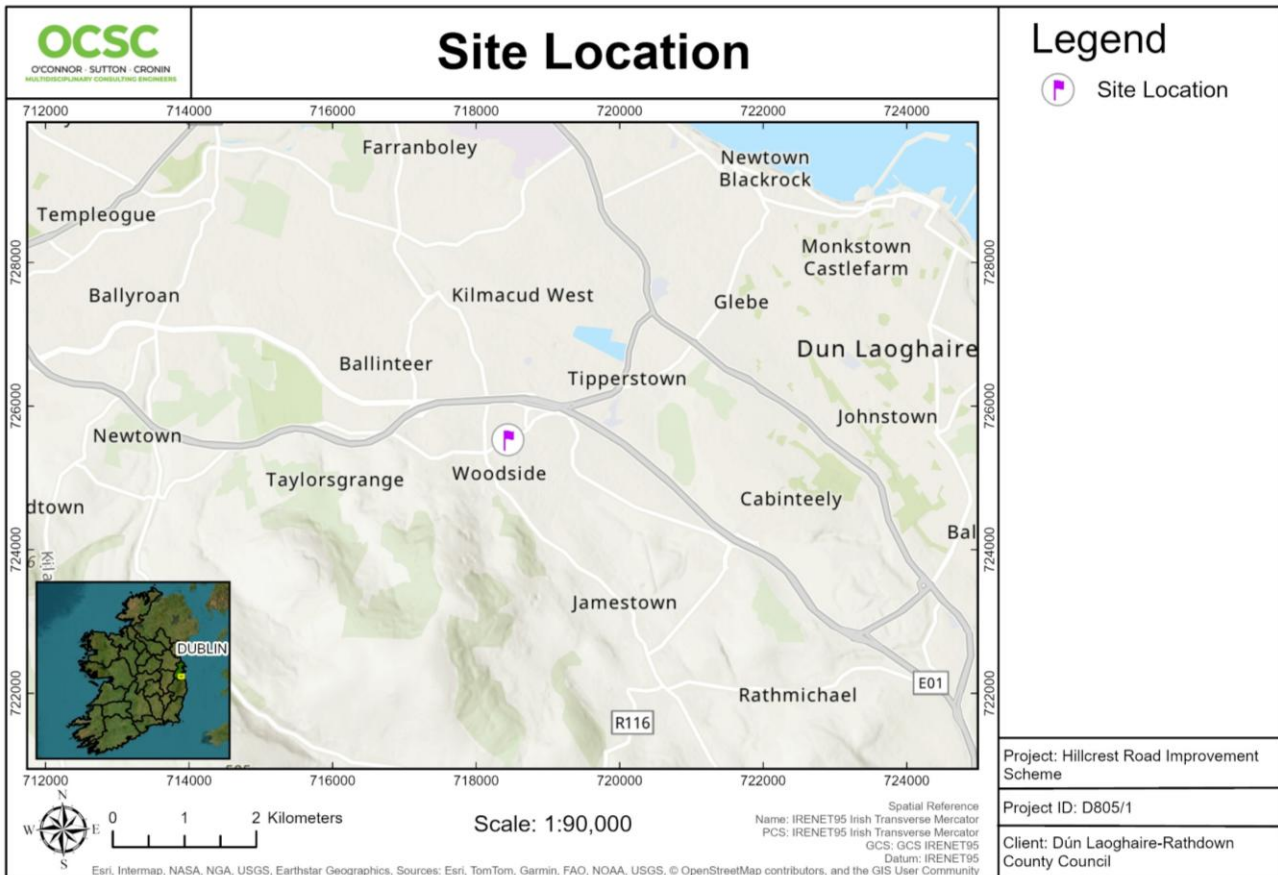 OCSC
O'CONNOR · SUTTON · CRONIN
MULTIDISCIPLINARY CONSULTING ENGINEERS
Site Location
Legend
Site Location
712000 714000 716000 718000 720000 722000 724000
Farranboley
Newtown
Blackrock
Templeogue
Monkstown
Castlefarm
728000
728000
Ballyroan
Kilmacud West
Glebe
Ballinteer
Dun Laoghaire
Tipperstown
726000
726000
Johnstown
Newtown
Woodside
Taylorsgrange
Cabinteely
dtown
Bal
724000
724000
Jamestown
DUBLIN
722000
722000
Rathmichael
E01
R116
712000 714000 716000 718000 720000 722000 724000
N
W E
S
0 1 2 Kilometers
Scale: 1:90,000
Spatial Reference
Name: IRENET95 Irish Transverse Mercator
PCS: IRENET95 Irish Transverse Mercator
GCS: GCS IRENET95
Datum: IRENET95
Esri, Intermap, NASA, NGA, USGS, Earthstar Geographics, Sources: Esri, TomTom, Garmin, FAO, NOAA, USGS, © OpenStreetMap contributors, and the GIS User Community
Project: Hillcrest Road Improvement
Scheme
Project ID: D805/1
Client: Dún Laoghaire-Rathdown
County Council